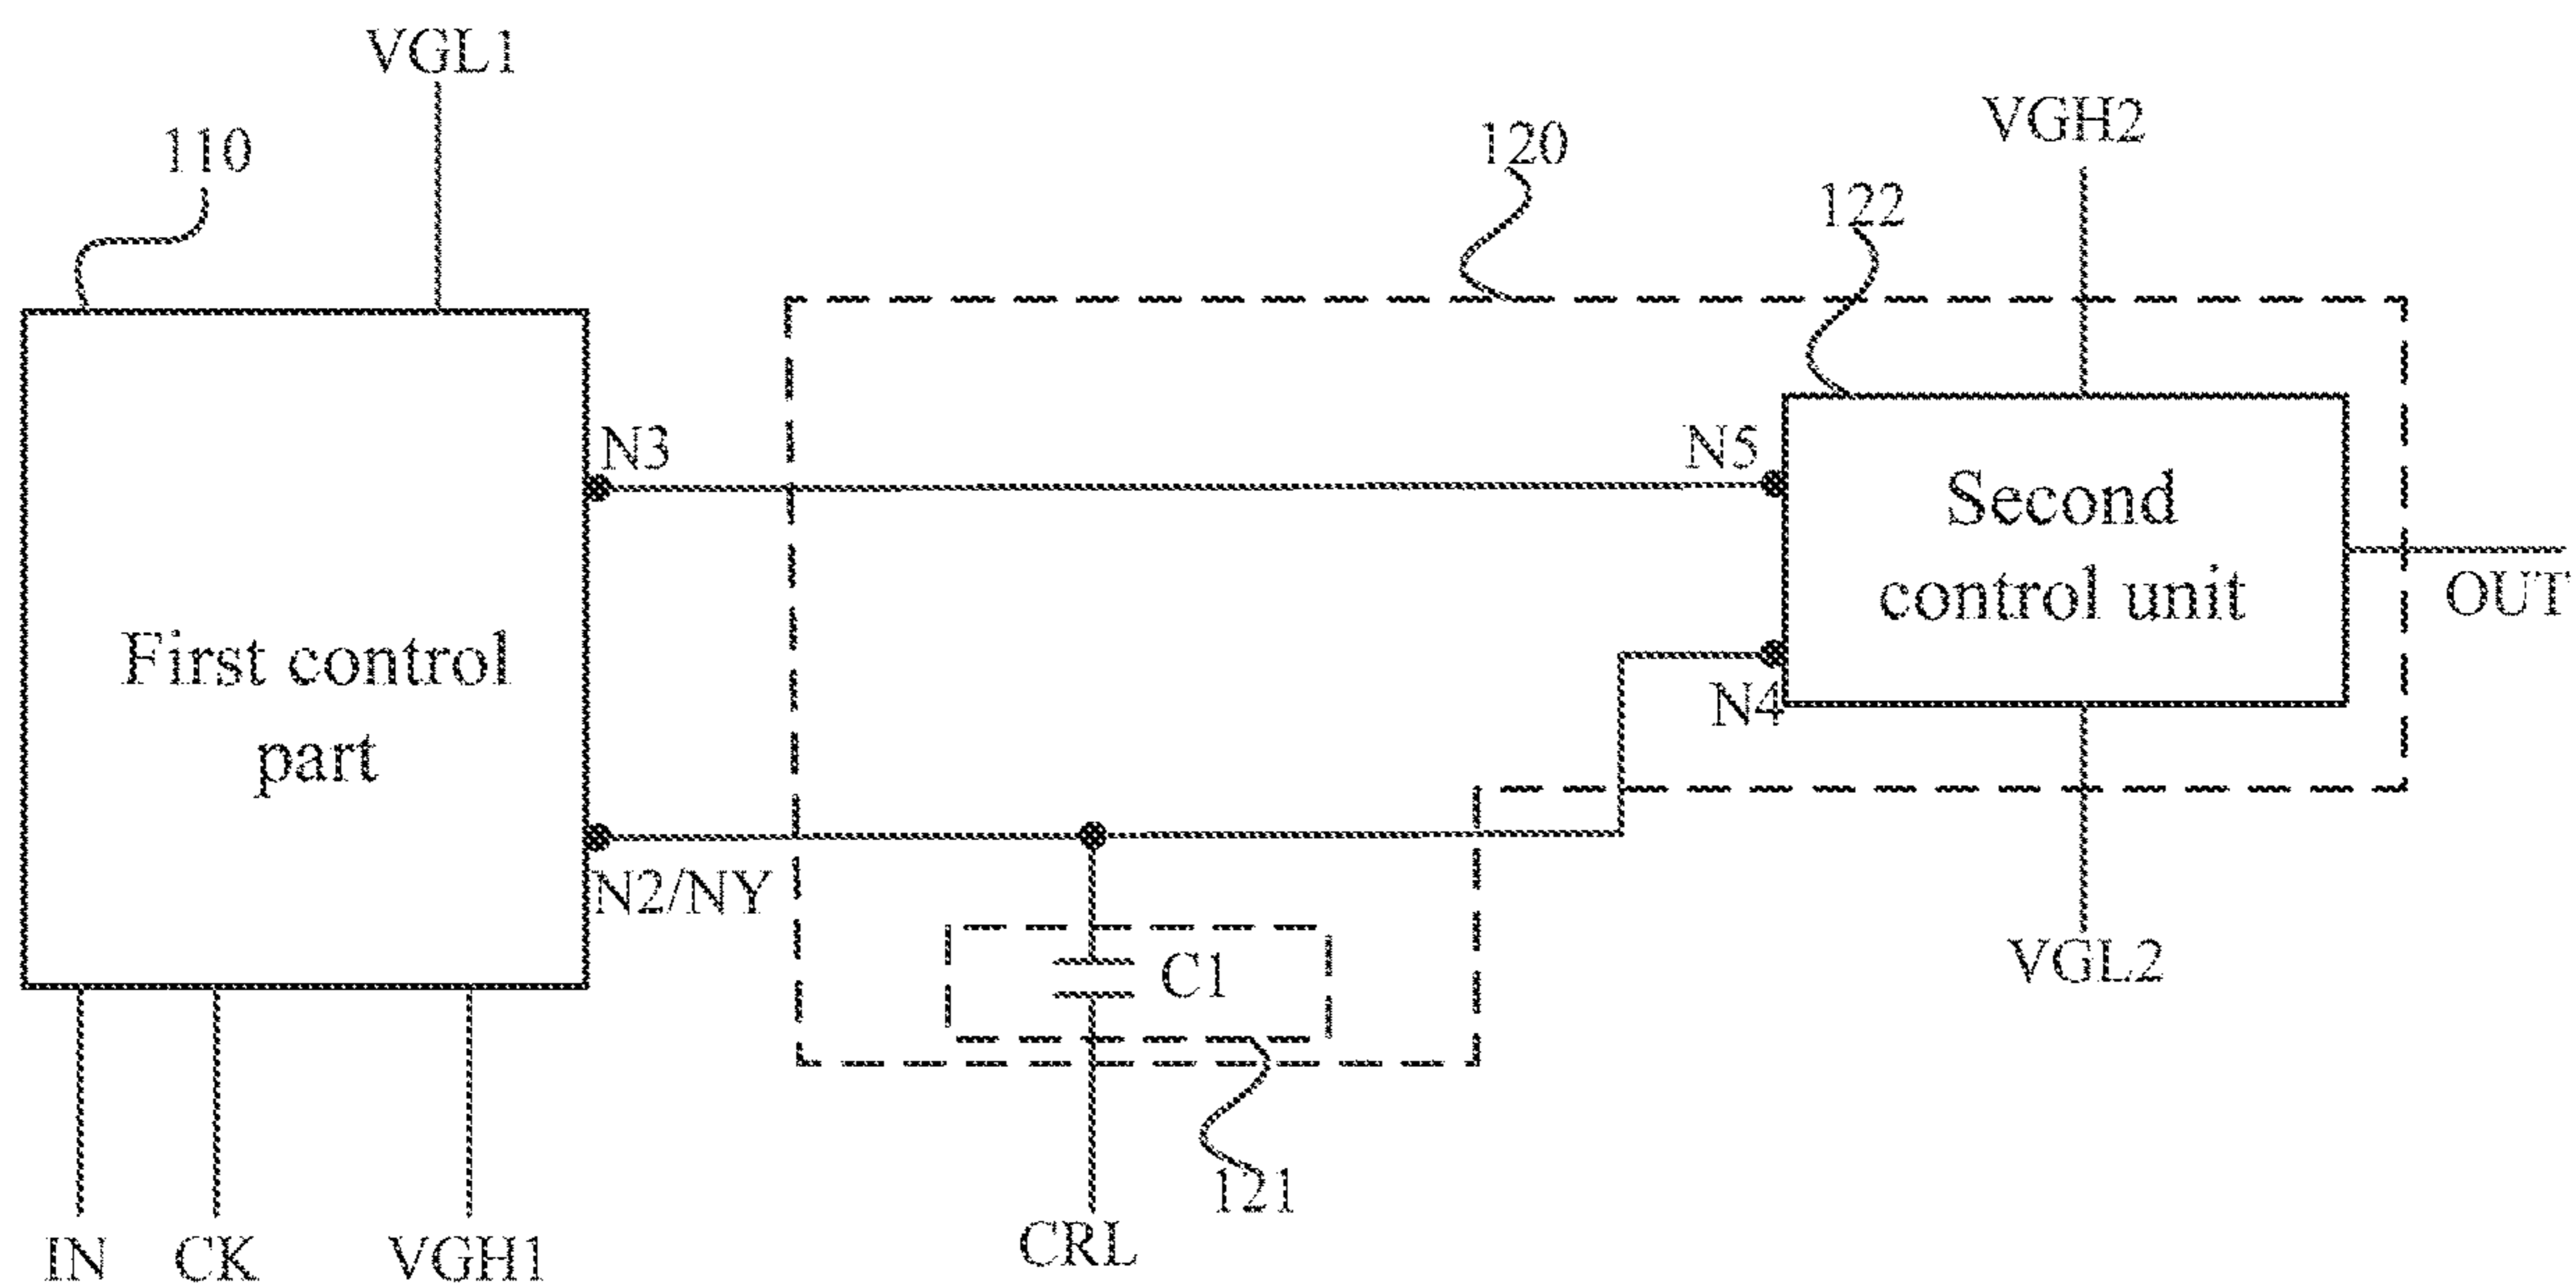 VGL1
110
120
VGH2
122
N3
N5
Second
control unit
OUT
First control
part
N4
N2/NY
C1
VGL2
121
IN
CK
VGH1
CRL